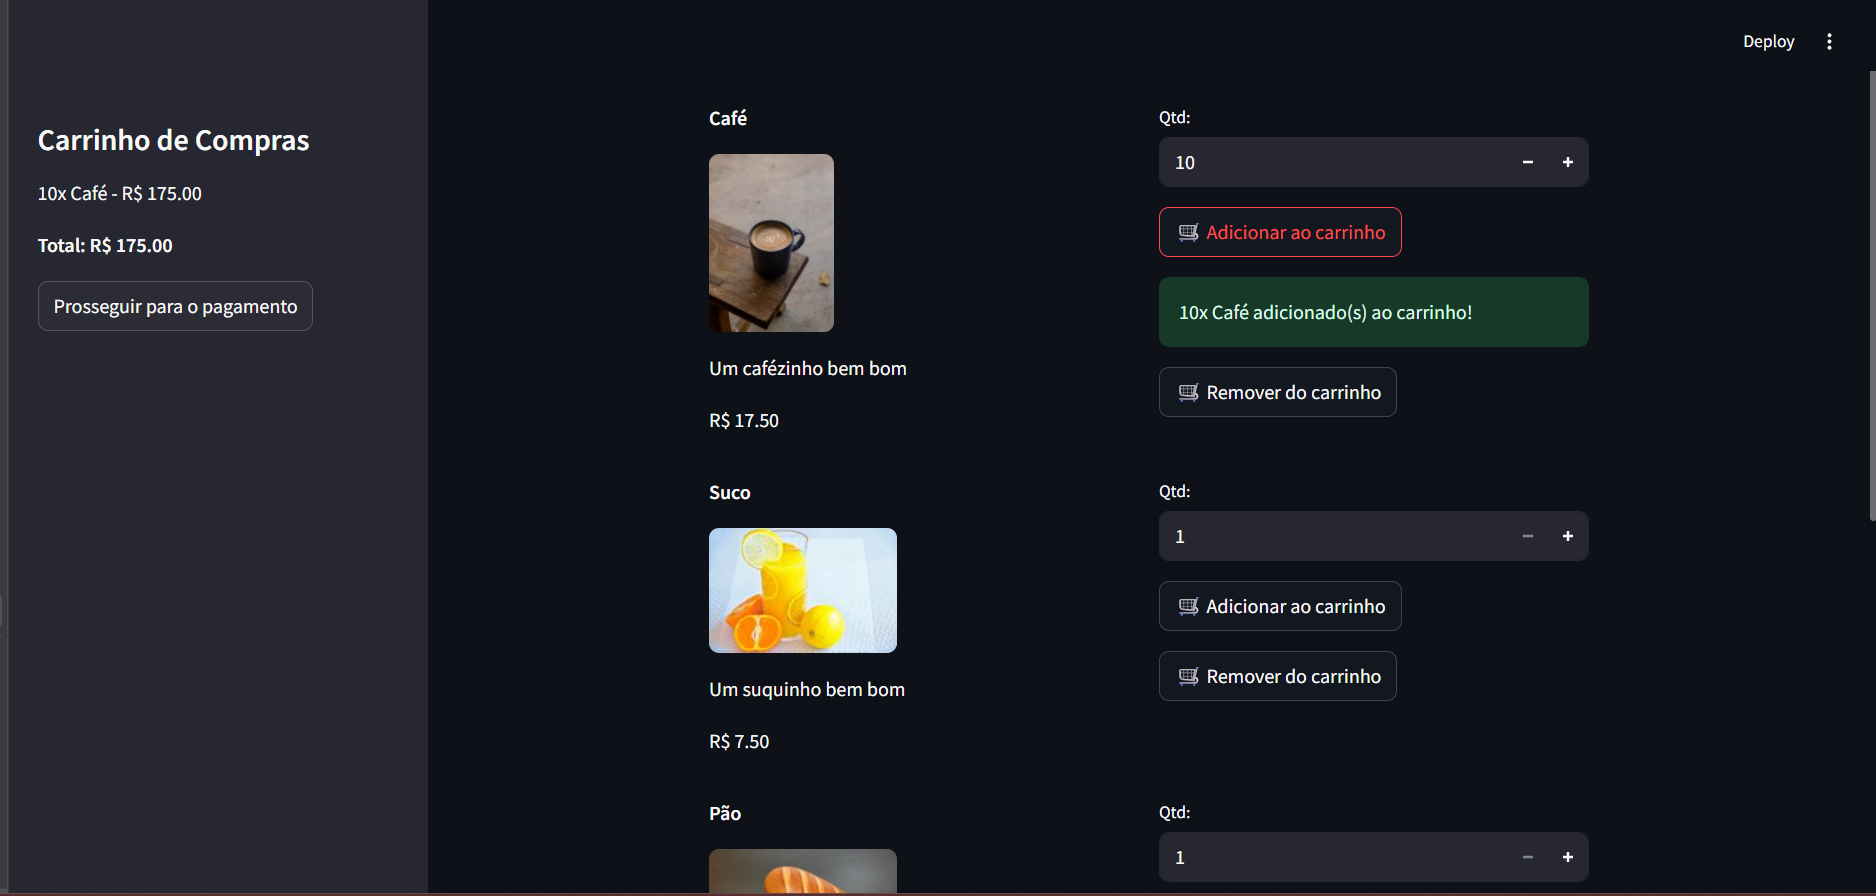 Deploy
Carrinho de Compras
10x Café - R$ 175.00
Total: R$ 175.00
Prosseguir para o pagamento
Café
Um cafézinho bem bom
R$ 17.50
Qtd:
10
Adicionar ao carrinho
10x Café adicionado(s) ao carrinho!
Remover do carrinho
Suco
Um suquinho bem bom
R$ 7.50
Qtd:
1
Adicionar ao carrinho
Remover do carrinho
Pão
Qtd:
1